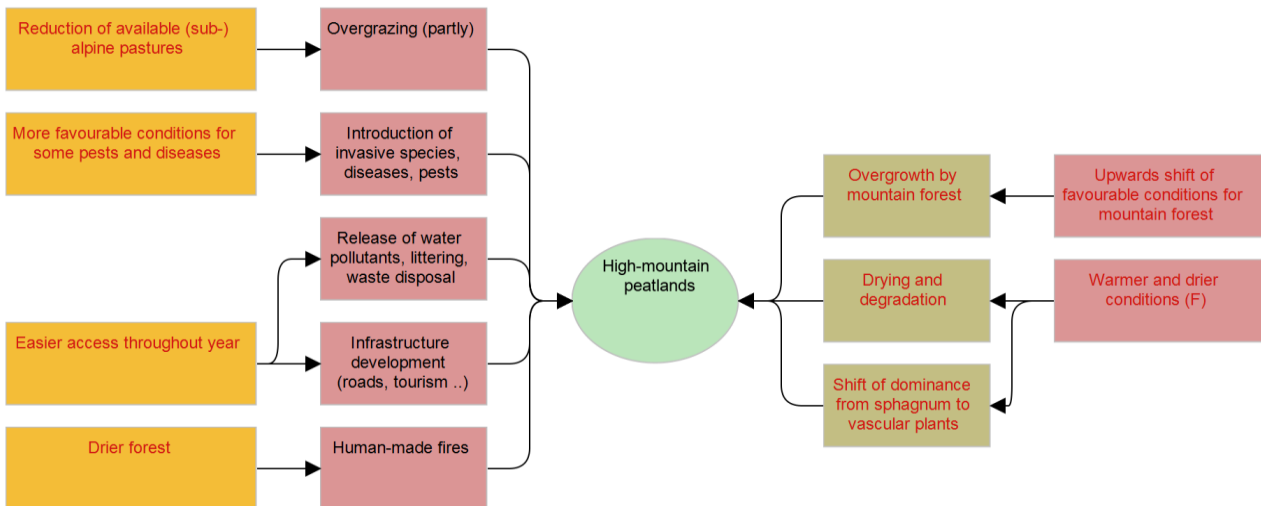 Reduction of available (sub-)
alpine pastures
Overgrazing (partly)
More favourable conditions for
some pests and diseases
Introduction of
invasive species,
diseases, pests
Release of water
pollutants, littering,
waste disposal
Easier access throughout year
Infrastructure
development
(roads, tourism ..)
Drier forest
Human-made fires
High-mountain
peatlands
Overgrowth by
mountain forest
Upwards shift of
favourable conditions for
mountain forest
Drying and
degradation
Warmer and drier
conditions (F)
Shift of dominance
from sphagnum to
vascular plants